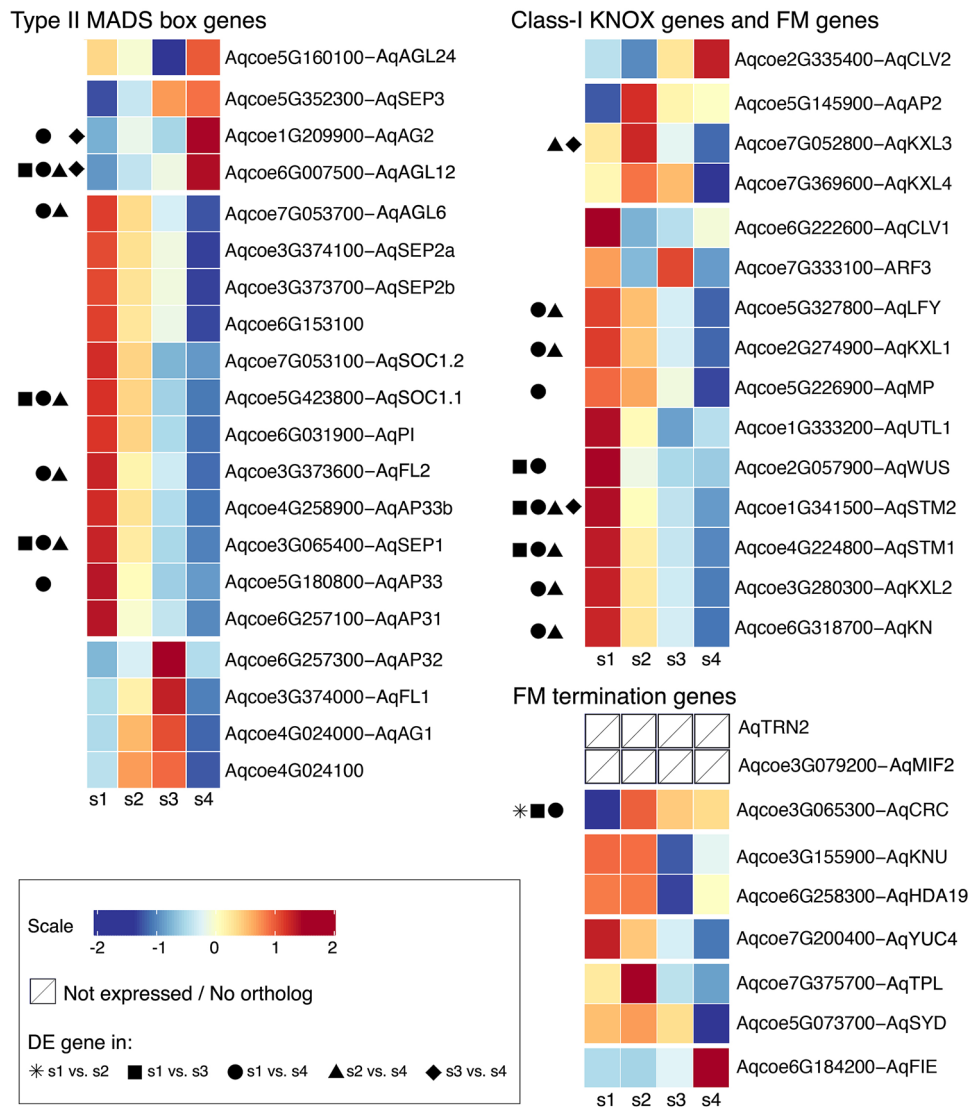 Type II MADS box genes
Aqcoe5G160100−AqAGL24
Aqcoe5G352300−AqSEP3
Aqcoe1G209900−AqAG2
Aqcoe6G007500−AqAGL12
Aqcoe7G053700−AqAGL6
Aqcoe3G374100−AqSEP2a
Aqcoe3G373700−AqSEP2b
Aqcoe6G153100
Aqcoe7G053100−AqSOC1.2
Aqcoe5G423800−AqSOC1.1
Aqcoe6G031900−AqPI
Aqcoe3G373600−AqFL2
Aqcoe4G258900−AqAP33b
Aqcoe3G065400−AqSEP1
Aqcoe5G180800−AqAP33
Aqcoe6G257100−AqAP31
Aqcoe6G257300−AqAP32
Aqcoe3G374000−AqFL1
Aqcoe4G024000−AqAG1
Aqcoe4G024100
s1 s2 s3 s4
Class-I KNOX genes and FM genes
Aqcoe2G335400−AqCLV2
Aqcoe5G145900−AqAP2
Aqcoe7G052800−AqKXL3
Aqcoe7G369600−AqKXL4
Aqcoe6G222600−AqCLV1
Aqcoe7G333100−ARF3
Aqcoe5G327800−AqLFY
Aqcoe2G274900−AqKXL1
Aqcoe5G226900−AqMP
Aqcoe1G333200−AqUTL1
Aqcoe2G057900−AqWUS
Aqcoe1G341500−AqSTM2
Aqcoe4G224800−AqSTM1
Aqcoe3G280300−AqKXL2
Aqcoe6G318700−AqKN
s1 s2 s3 s4
FM termination genes
AqTRN2
Aqcoe3G079200−AqMIF2
Aqcoe3G065300−AqCRC
Aqcoe3G155900−AqKNU
Aqcoe6G258300−AqHDA19
Aqcoe7G200400−AqYUC4
Aqcoe7G375700−AqTPL
Aqcoe5G073700−AqSYD
Aqcoe6G184200−AqFIE
s1 s2 s3 s4
Scale
-2 -1 0 1 2
Not expressed / No ortholog
DE gene in:
s1 vs. s2 s1 vs. s3 s1 vs. s4 s2 vs. s4 s3 vs. s4